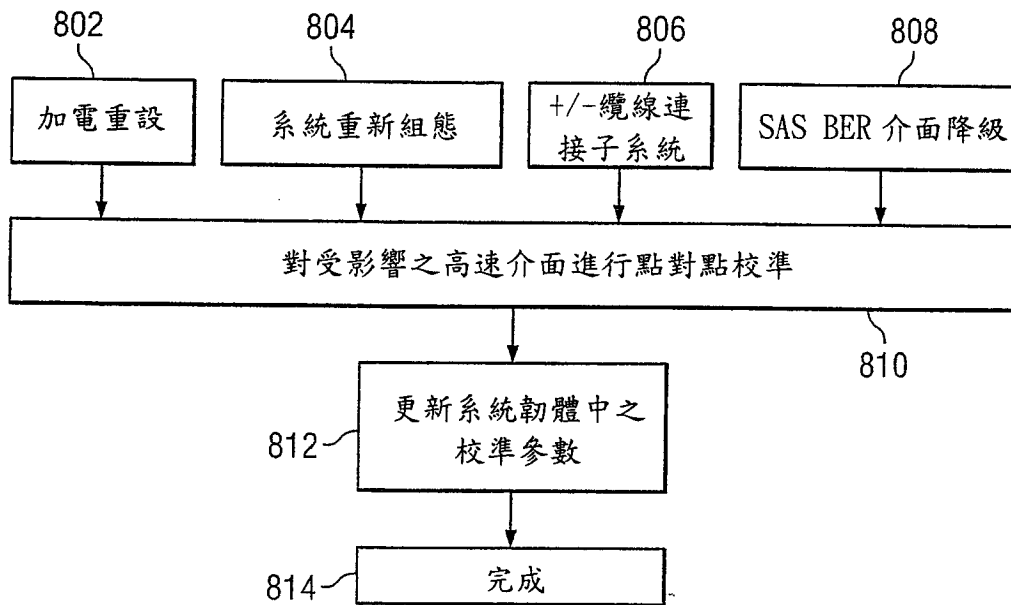 802
804
806
808
加電重設
系統重新組態
+/-纜線連
接子系統
SAS BER 介面降級
對受影響之高速介面進行點對點校準
810
更新系統韌體中之
校準參數
812
完成
814